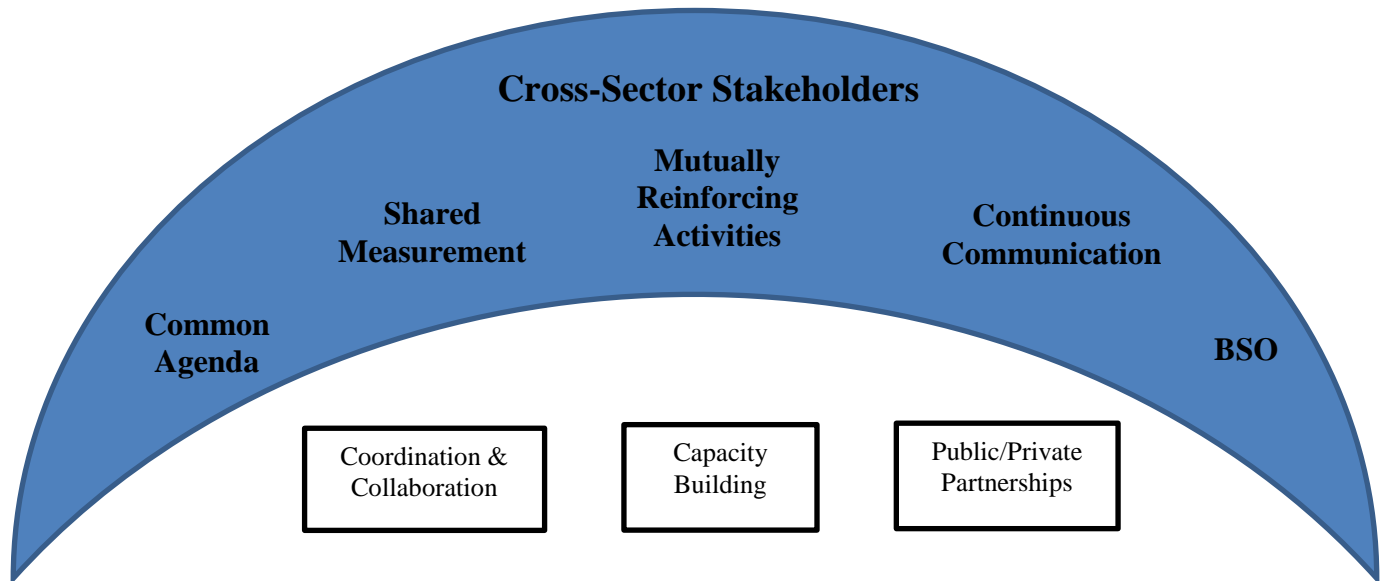 Cross-Sector Stakeholders
Common
Agenda
Shared
Measurement
Mutually
Reinforcing
Activities
Continuous
Communication
BSO
Coordination &
Collaboration
Capacity
Building
Public/Private
Partnerships